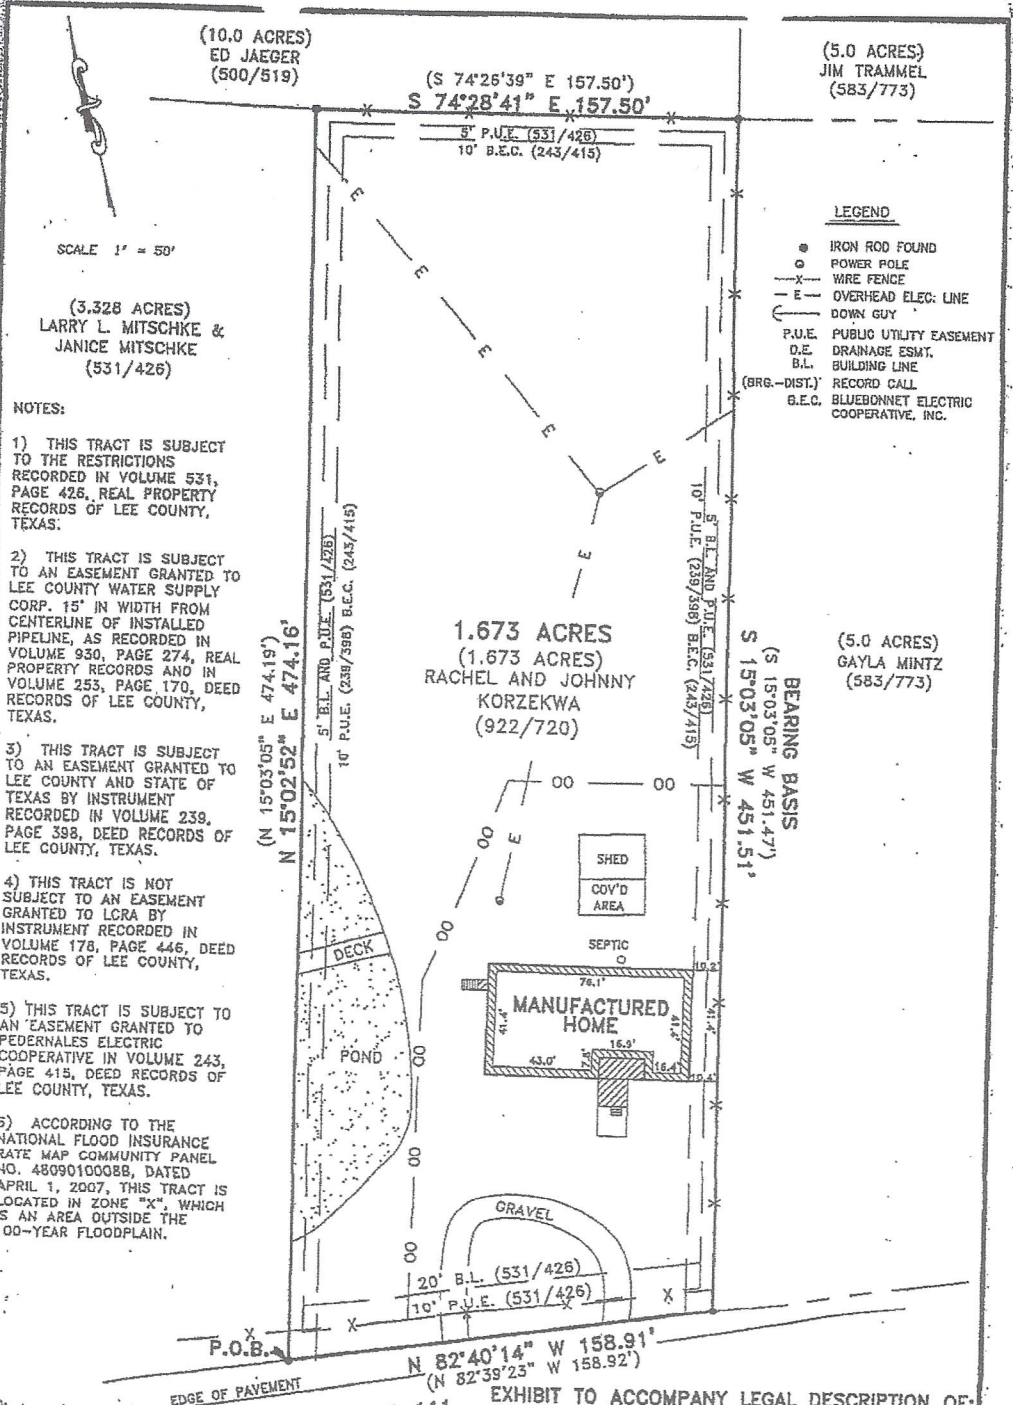 (10.0 ACRES)
ED JAEGER
(500/519)
(S 74°26'39" E 157.50')
S 74°28'41" E 157.50'
(5.0 ACRES)
JIM TRAMMEL
(583/773)
5' P.U.E. (531/426)
10' B.E.C. (243/415)
SCALE 1" = 50'
LEGEND
IRON ROD FOUND
POWER POLE
X WIRE FENCE
E OVERHEAD ELEC. LINE
DOWN GUY
P.U.E. PUBLIC UTILITY EASEMENT
D.E. DRAINAGE ESMT.
B.L. BUILDING LINE
(BRG.-DIST.) RECORD CALL
B.E.C. BLUEBONNET ELECTRIC
COOPERATIVE, INC.
(3.328 ACRES)
LARRY L. MITSCHKE &
JANICE MITSCHKE
(531/426)
NOTES:
1) THIS TRACT IS SUBJECT
TO THE RESTRICTIONS
RECORDED IN VOLUME 531,
PAGE 426, REAL PROPERTY
RECORDS OF LEE COUNTY,
TEXAS.
2) THIS TRACT IS SUBJECT
TO AN EASEMENT GRANTED TO
LEE COUNTY WATER SUPPLY
CORP. 15' IN WIDTH FROM
CENTERLINE OF INSTALLED
PIPELINE, AS RECORDED IN
VOLUME 930, PAGE 274, REAL
PROPERTY RECORDS AND IN
VOLUME 253, PAGE 170, DEED
RECORDS OF LEE COUNTY,
TEXAS.
3) THIS TRACT IS SUBJECT
TO AN EASEMENT GRANTED TO
LEE COUNTY AND STATE OF
TEXAS BY INSTRUMENT
RECORDED IN VOLUME 239,
PAGE 398, DEED RECORDS OF
LEE COUNTY, TEXAS.
4) THIS TRACT IS NOT
SUBJECT TO AN EASEMENT
GRANTED TO LCRA BY
INSTRUMENT RECORDED IN
VOLUME 178, PAGE 446, DEED
RECORDS OF LEE COUNTY,
TEXAS.
5) THIS TRACT IS SUBJECT TO
AN EASEMENT GRANTED TO
PEDERNALES ELECTRIC
COOPERATIVE IN VOLUME 243,
PAGE 415, DEED RECORDS OF
LEE COUNTY, TEXAS.
6) ACCORDING TO THE
NATIONAL FLOOD INSURANCE
RATE MAP COMMUNITY PANEL
NO. 48090100088, DATED
APRIL 1, 2007, THIS TRACT IS
LOCATED IN ZONE "X", WHICH
IS AN AREA OUTSIDE THE
00-YEAR FLOODPLAIN.
(N 15°03'05" E 474.19')
N 15°02'52" E 474.16'
5' B.L. AND P.U.E. (531/426)
10' P.U.E. (239/398) B.E.C. (243/415)
1.673 ACRES
(1.673 ACRES)
RACHEL AND JOHNNY
KORZEKWA
(922/720)
5' B.L. AND P.U.E. (531/426)
10' P.U.E. (239/398) B.E.C. (243/415)
BEARING BASIS
(S 15°03'05" W 451.47')
S 15°03'05" W 451.51'
(5.0 ACRES)
GAYLA MINTZ
(583/773)
SHED
COV'D
AREA
SEPTIC
DECK
POND
MANUFACTURED
HOME
76.1'
10.2'
41.4'
41.4'
41.4'
43.0'
7.8'
16.9'
16.4'
10.4'
GRAVEL
20' B.L. (531/426)
10' P.U.E. (531/426)
P.O.B.
N 82°40'14" W 158.91'
(N 82°39'23" W 158.92')
EDGE OF PAVEMENT
EXHIBIT TO ACCOMPANY LEGAL DESCRIPTION OF: